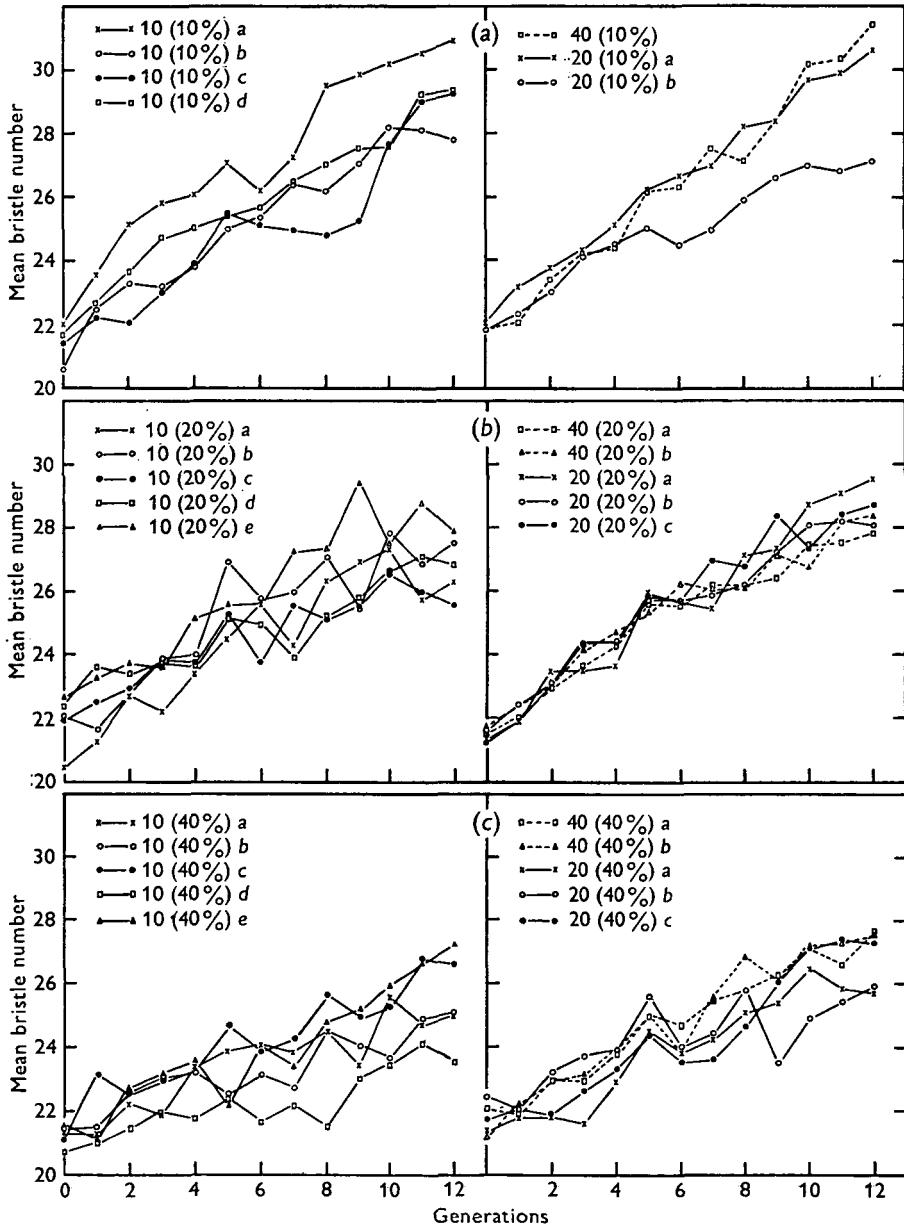 (a)
10 (10%) a
10 (10%) b
10 (10%) c
10 (10%) d
40 (10%)
20 (10%) a
20 (10%) b
Mean bristle number
30
28
26
24
22
20
(b)
10 (20%) a
10 (20%) b
10 (20%) c
10 (20%) d
10 (20%) e
40 (20%) a
40 (20%) b
20 (20%) a
20 (20%) b
20 (20%) c
Mean bristle number
30
28
26
24
22
20
(c)
10 (40%) a
10 (40%) b
10 (40%) c
10 (40%) d
10 (40%) e
40 (40%) a
40 (40%) b
20 (40%) a
20 (40%) b
20 (40%) c
Mean bristle number
30
28
26
24
22
20
0 2 4 6 8 10 12 2 4 6 8 10 12
Generations